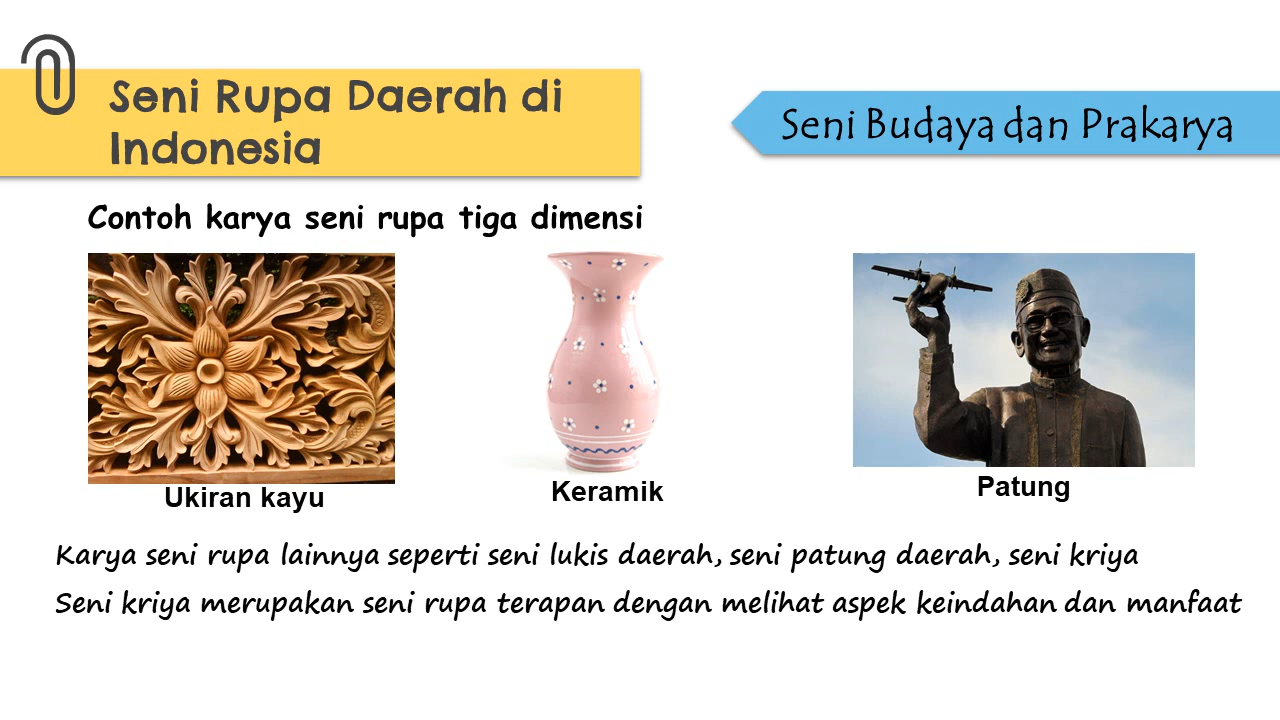 Seni Rupa Daerah di
Indonesia
Seni Budaya dan Prakarya
Contoh karya seni rupa tiga dimensi
Ukiran kayu
Keramik
Patung
Karya seni rupa lainnya seperti seni lukis daerah, seni patung daerah, seni kriya
Seni kriya merupakan seni rupa terapan dengan melihat aspek keindahan dan manfaat